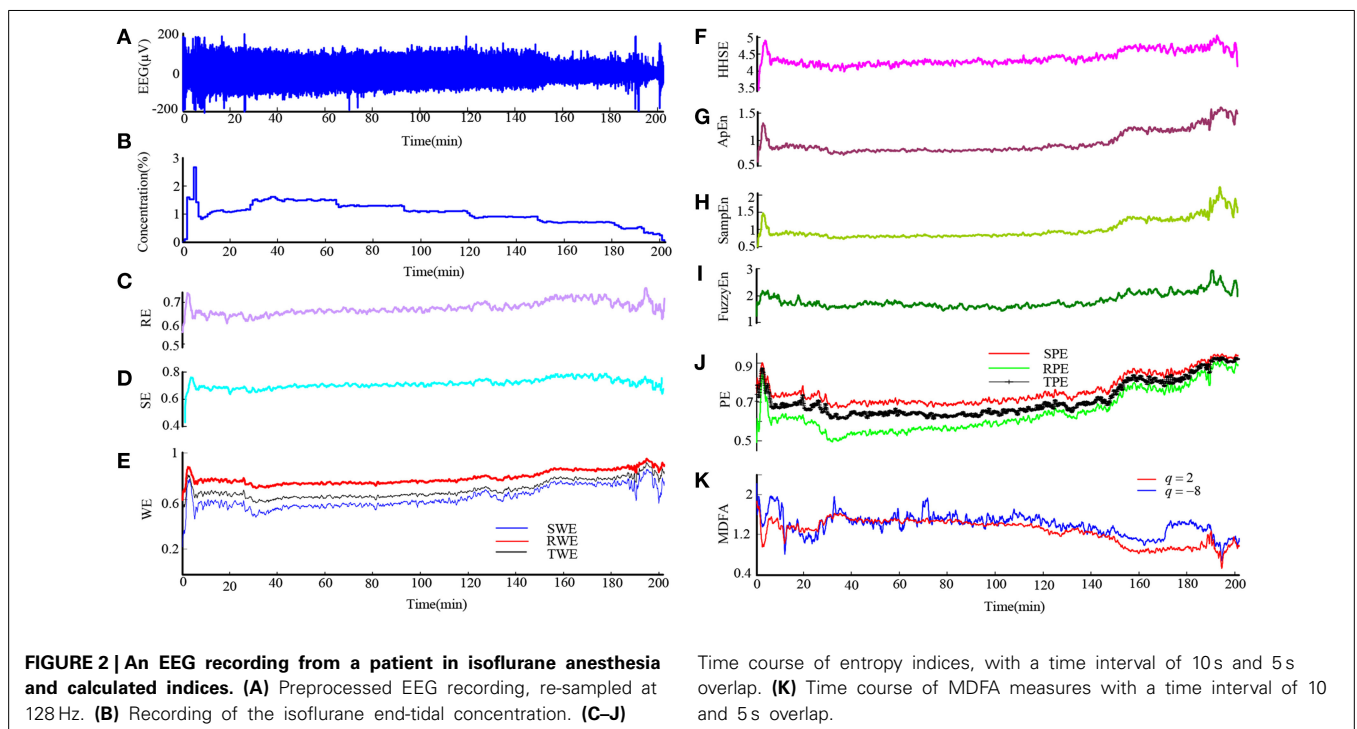 A
200
0
-200
EEG(μV)
0 20 40 60 80 100 120 140 160 180 200
Time(min)
B
3
2
1
0
Concentration(%)
0 20 40 60 80 100 120 140 160 180 200
Time(min)
C
0.7
0.6
0.5
RE
D
0.8
0.6
0.4
SE
E
1
0.6
0.2
WE
SWE
RWE
TWE
0 20 40 60 80 100 120 140 160 180 200
Time(min)
F
5
4.5
4
3.5
HHSE
G
1.5
1
0.5
ApEn
H
2
1.5
1
0.5
SampEn
I
3
2
1
FuzzyEn
J
0.9
0.7
0.5
PE
SPE
RPE
TPE
K
2
1.2
0.4
MDFA
q = 2
q = −8
0 20 40 60 80 100 120 140 160 180 200
Time(min)
FIGURE 2 | An EEG recording from a patient in isoflurane anesthesia
and calculated indices. (A) Preprocessed EEG recording, re-sampled at
128 Hz. (B) Recording of the isoflurane end-tidal concentration. (C–J)
Time course of entropy indices, with a time interval of 10 s and 5 s
overlap. (K) Time course of MDFA measures with a time interval of 10
and 5 s overlap.